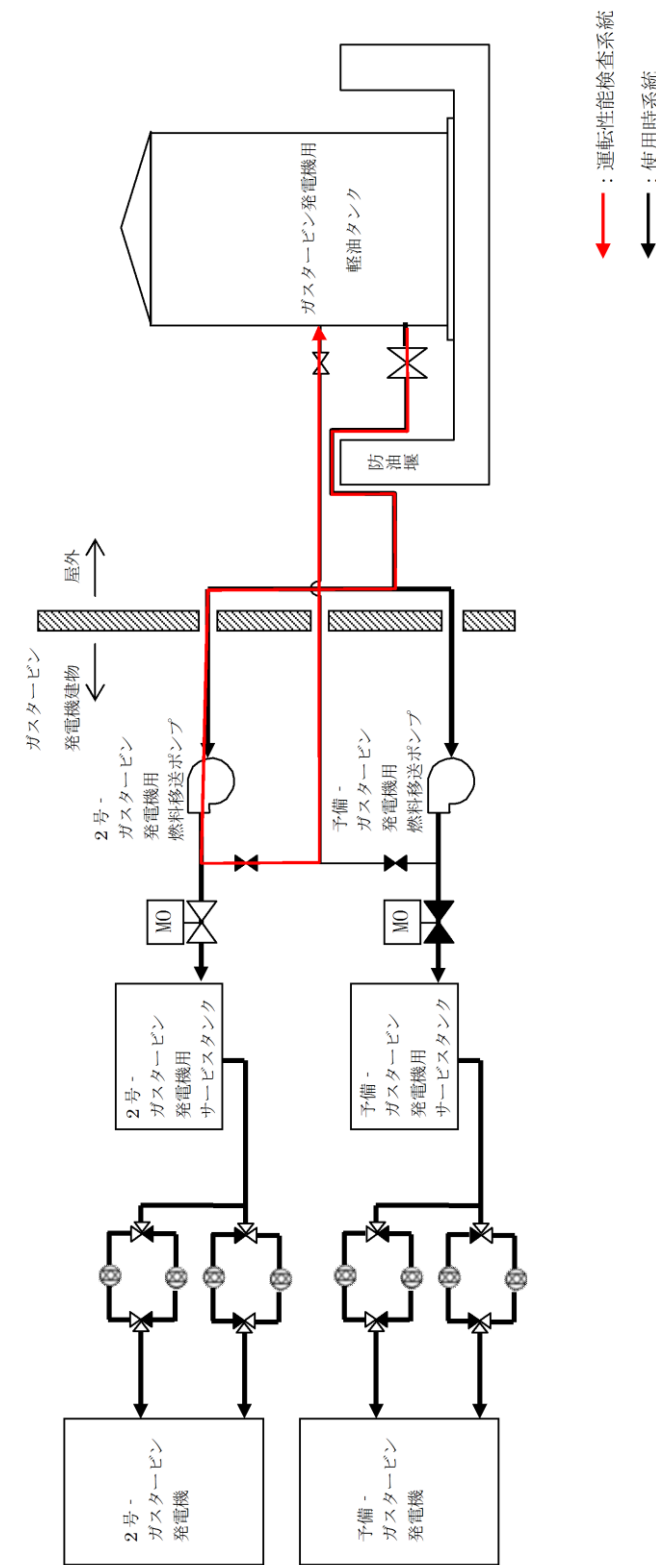 ガスタービン
発電機建物
屋外
ガスタービン発電機用
軽油タンク
防油堰
2号-
ガスタービン
発電機用
燃料移送ポンプ
予備-
ガスタービン
発電機用
燃料移送ポンプ
MO
MO
2号-
ガスタービン
発電機用
サービスタンク
予備-
ガスタービン
発電機用
サービスタンク
2号-
ガスタービン
発電機
予備-
ガスタービン
発電機
:運転性能検査系統
:使用時系統